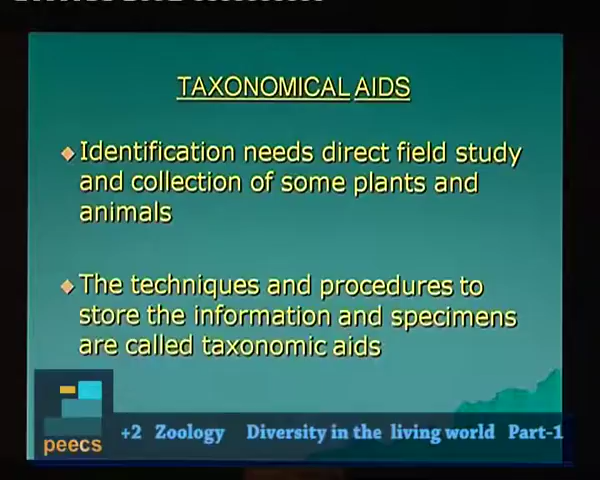 TAXONOMICAL AIDS
Identification needs direct field study
and collection of some plants and
animals
The techniques and procedures to
store the information and specimens
are called taxonomic aids
peecs
+2 Zoology Diversity in the living world Part-1